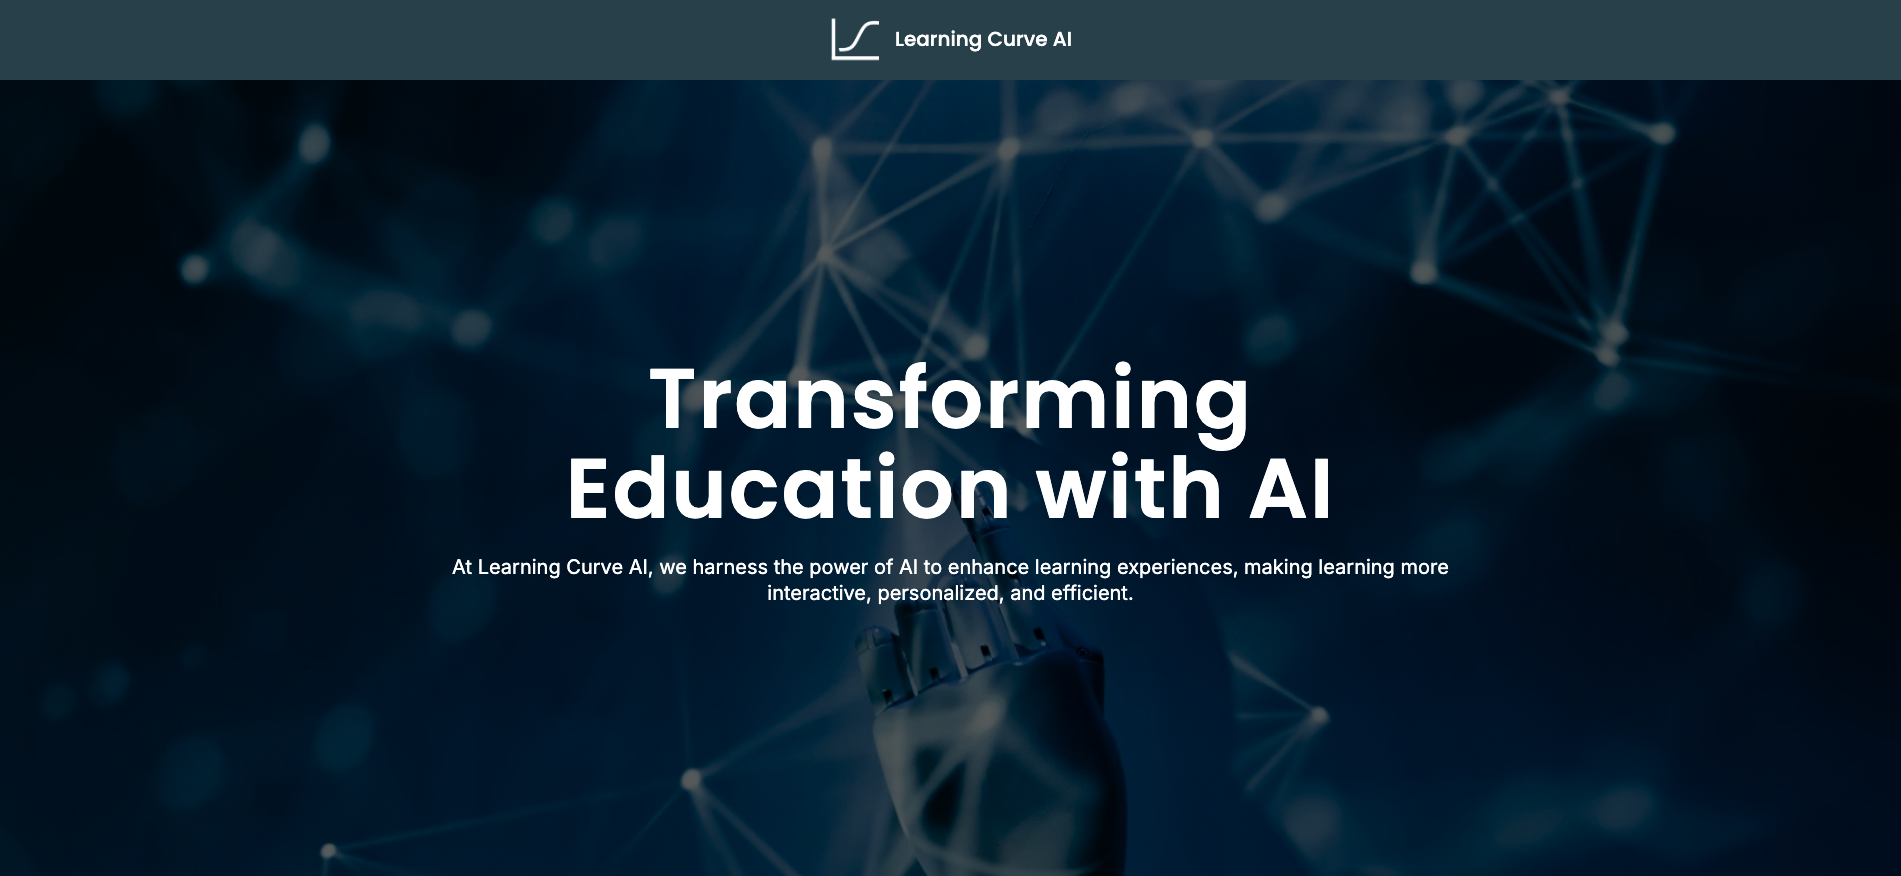 Learning Curve AI
Transforming
Education with AI
At Learning Curve AI, we harness the power of AI to enhance learning experiences, making learning more
interactive, personalized, and efficient.